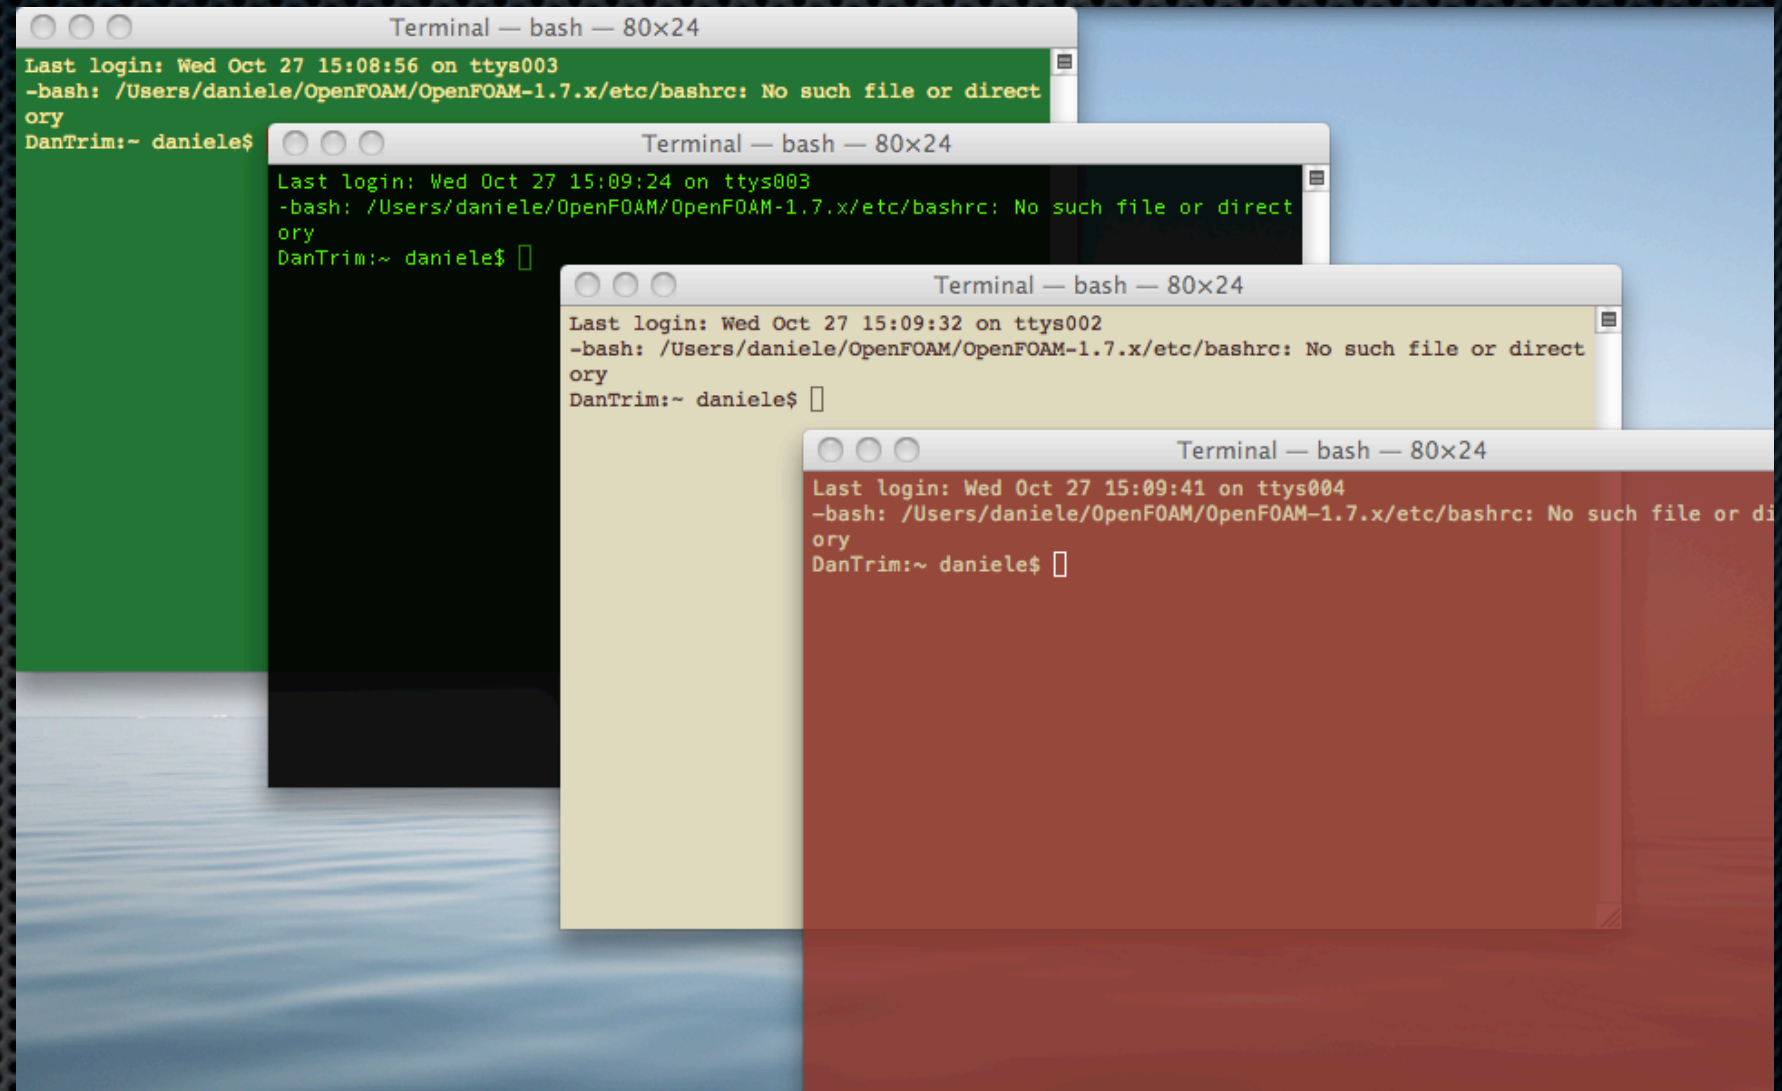 Terminal — bash — 80×24
Last login: Wed Oct 27 15:08:56 on ttys003
-bash: /Users/daniele/OpenFOAM/OpenFOAM-1.7.x/etc/bashrc: No such file or direct
ory
DanTrim:~ daniele$
Terminal — bash — 80×24
Last login: Wed Oct 27 15:09:24 on ttys003
-bash: /Users/daniele/OpenFOAM/OpenFOAM-1.7.x/etc/bashrc: No such file or direct
ory
DanTrim:~ daniele$
Terminal — bash — 80×24
Last login: Wed Oct 27 15:09:32 on ttys002
-bash: /Users/daniele/OpenFOAM/OpenFOAM-1.7.x/etc/bashrc: No such file or direct
ory
DanTrim:~ daniele$
Terminal — bash — 80×24
Last login: Wed Oct 27 15:09:41 on ttys004
-bash: /Users/daniele/OpenFOAM/OpenFOAM-1.7.x/etc/bashrc: No such file or di
ory
DanTrim:~ daniele$